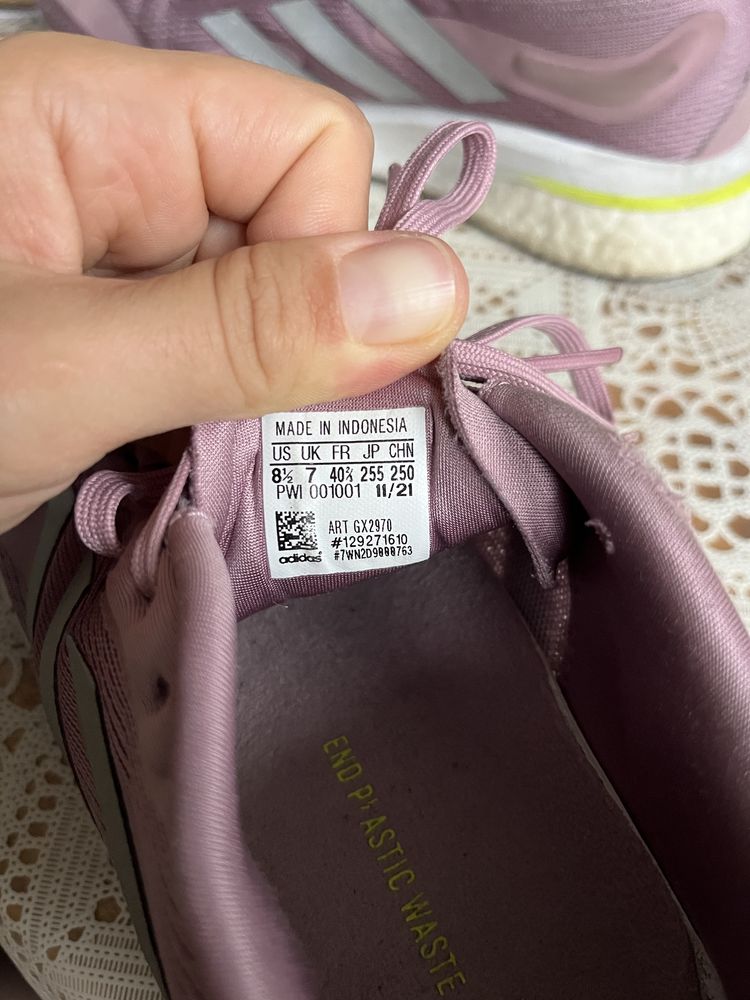 MADE IN INDONESIA
US UK FR JP CHN
8½ 7 40⅔ 255 250
PWI 001001 11/21
ART GX2970
#129271610
adidas
END PLASTIC WASTE